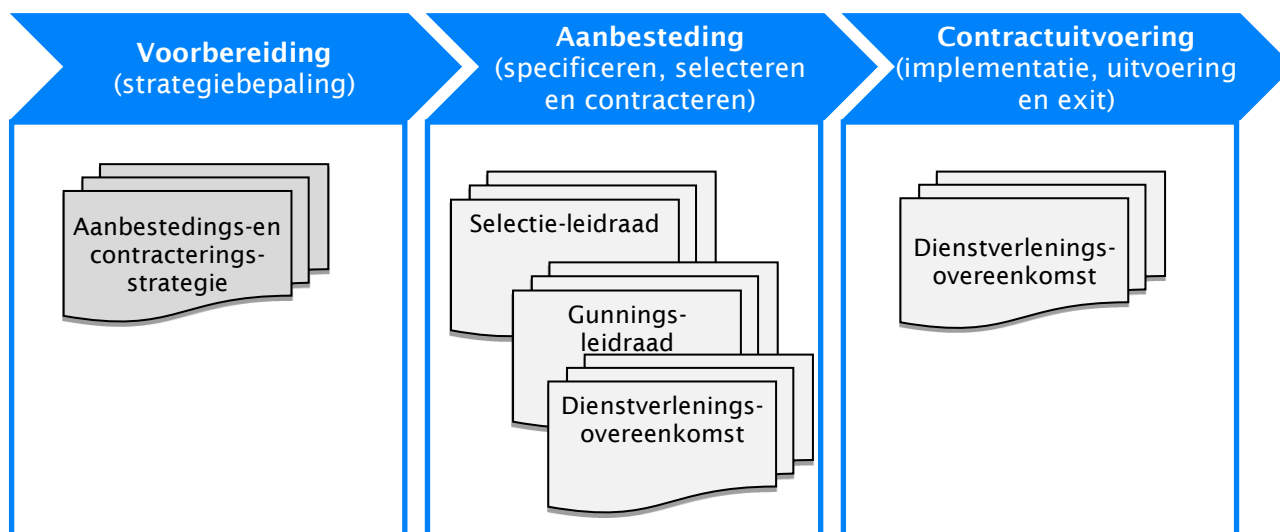 Voorbereiding
(strategiebepaling)
Aanbesteding
(specificeren, selecteren
en contracteren)
Contractuitvoering
(implementatie, uitvoering
en exit)
Aanbestedings-en
contracterings-
strategie
Selectie-leidraad
Gunnings-
leidraad
Dienstverlenings-
overeenkomst
Dienstverlenings-
overeenkomst